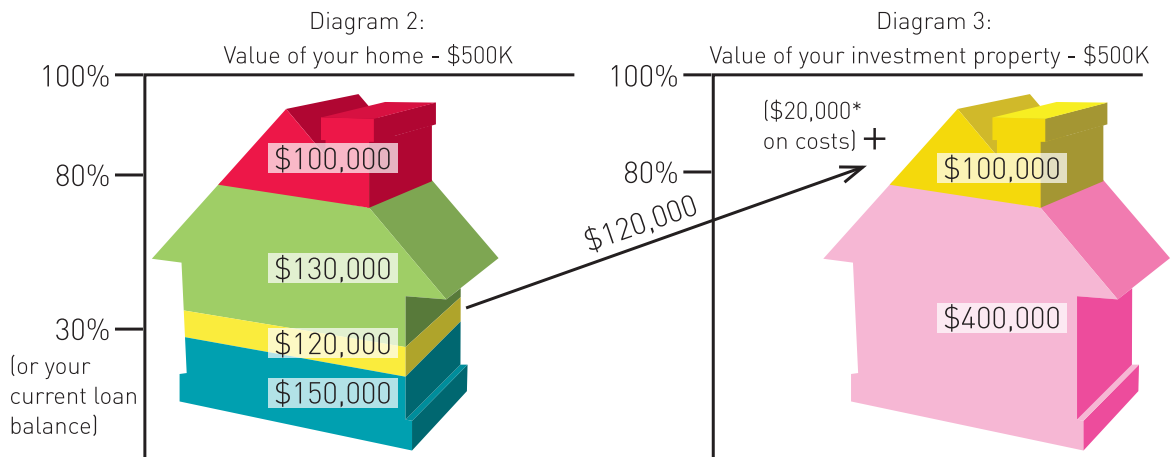 Diagram 2:
Value of your home - $500K
100%
80%
30%
(or your
current loan
balance)
$100,000
$130,000
$120,000
$150,000
$120,000
Diagram 3:
Value of your investment property - $500K
100%
80%
($20,000*
on costs) +
$100,000
$400,000